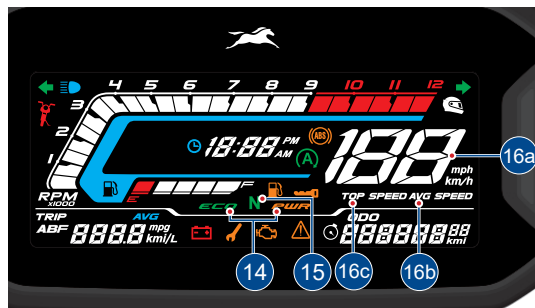 4 5 6 7 8 9 10 11 12
3
2
1
18:88 PM
AM
ABS
A
188
mph
km/h
RPM
x1000
E
F
ECO N PWR
TOP SPEED AVG SPEED
TRIP AVG ODO
ABF 888.8 mpg
km/L
888888 88
km/
16a
14 15 16c 16b